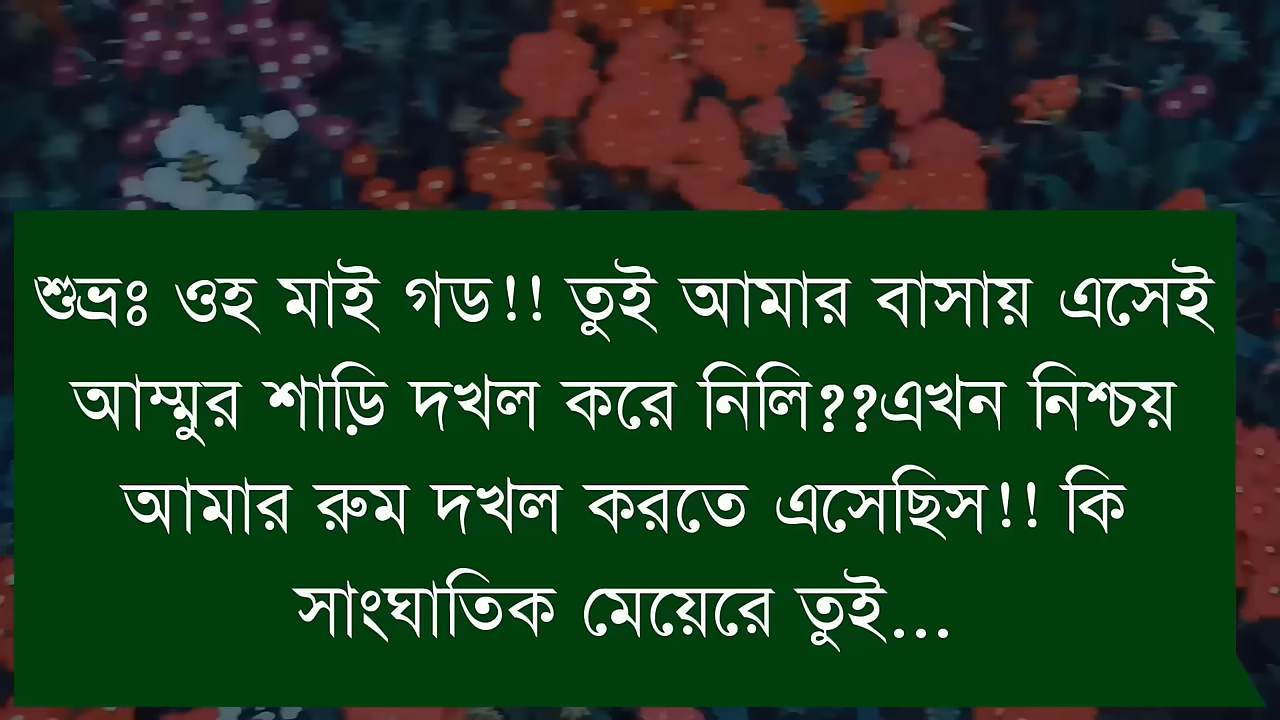 শুভ্রঃ ওহ মাই গড!! তুই আমার বাসায় এসেই
আম্মুর শাড়ি দখল করে নিলি??এখন নিশ্চয়
আমার রুম দখল করতে এসেছিস!! কি
সাংঘাতিক মেয়েরে তুই...